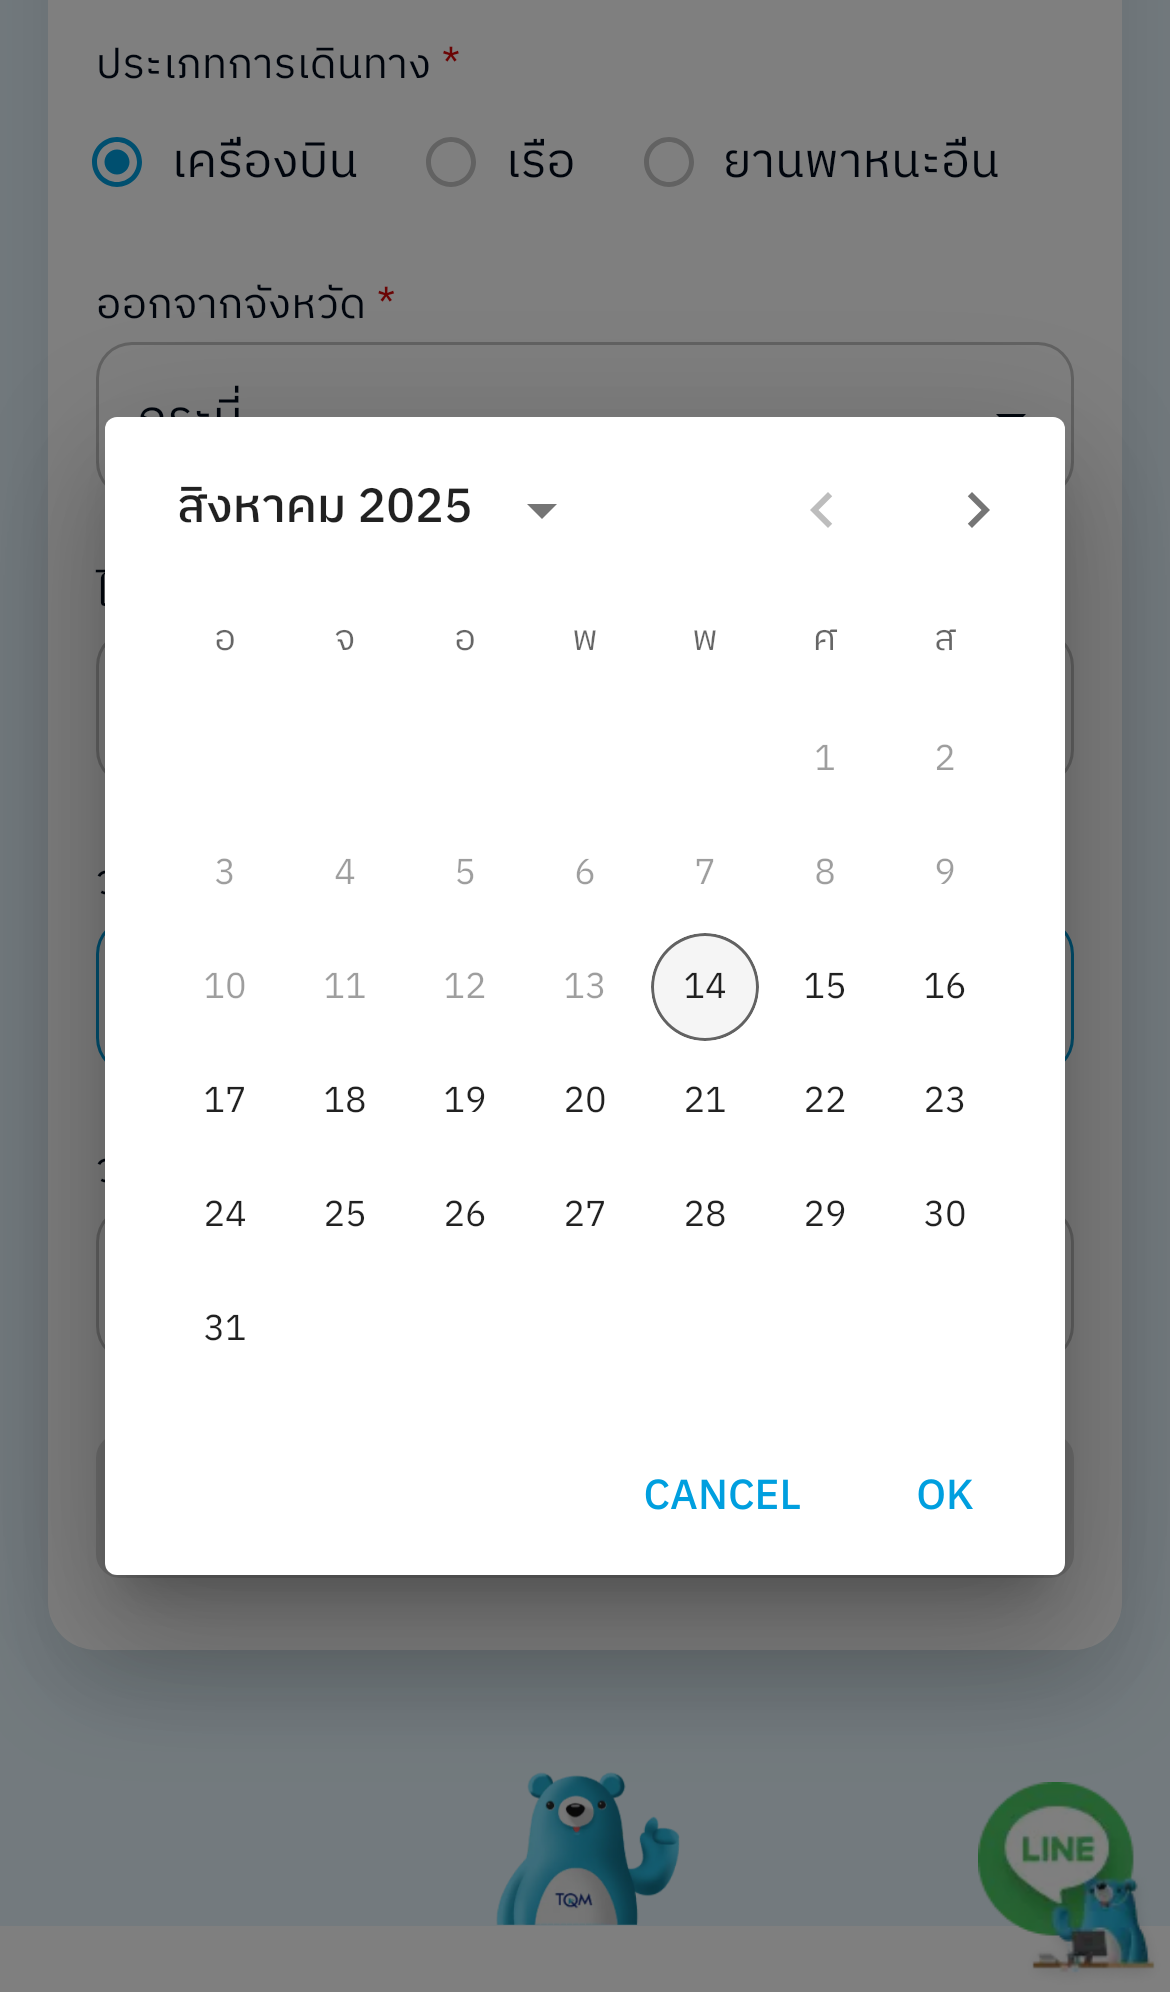 ประเภทการเดินทาง *
เครื่องบิน เรือ ยานพาหนะอื่น
ออกจากจังหวัด *
กระบี่
สิงหาคม 2025
อ จ อ พ พ ศ ส
1 2
3 4 5 6 7 8 9
10 11 12 13 14 15 16
17 18 19 20 21 22 23
24 25 26 27 28 29 30
31
CANCEL OK
TQM
LINE